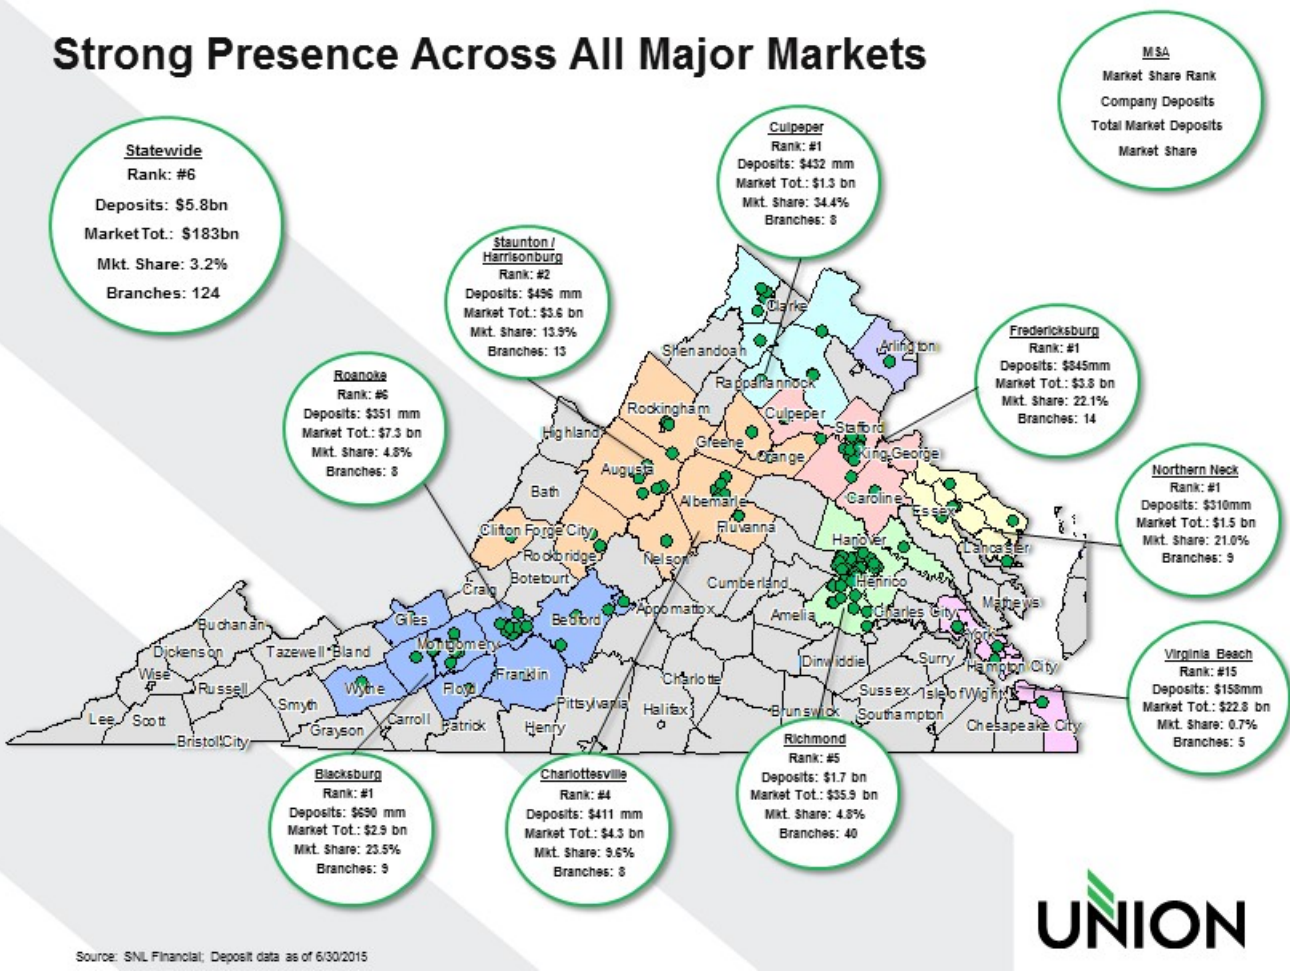 Strong Presence Across All Major Markets
MSA
Market Share Rank
Company Deposits
Total Market Deposits
Market Share
Statewide
Rank: #6
Deposits: $5.8bn
Market Tot.: $183bn
Mkt. Share: 3.2%
Branches: 124
Culpeper
Rank: #1
Deposits: $432 mm
Market Tot.: $1.3 bn
Mkt. Share: 34.4%
Branches: 8
Staunton /
Harrisonburg
Rank: #2
Deposits: $496 mm
Market Tot.: $3.6 bn
Mkt. Share: 13.9%
Branches: 13
Fredericksburg
Rank: #1
Deposits: $845mm
Market Tot.: $3.8 bn
Mkt. Share: 22.1%
Branches: 14
Roanoke
Rank: #6
Deposits: $351 mm
Market Tot.: $7.3 bn
Mkt. Share: 4.8%
Branches: 8
Northern Neck
Rank: #1
Deposits: $310mm
Market Tot.: $1.5 bn
Mkt. Share: 21.0%
Branches: 9
Virginia Beach
Rank: #15
Deposits: $158mm
Market Tot.: $22.8 bn
Mkt. Share: 0.7%
Branches: 5
Blacksburg
Rank: #1
Deposits: $690 mm
Market Tot.: $2.9 bn
Mkt. Share: 23.5%
Branches: 9
Charlottesville
Rank: #4
Deposits: $411 mm
Market Tot.: $4.3 bn
Mkt. Share: 9.6%
Branches: 8
Richmond
Rank: #5
Deposits: $1.7 bn
Market Tot.: $35.9 bn
Mkt. Share: 4.8%
Branches: 40
Clarke
Arlington
Shenandoah
Rappahannock
Rockingham
Culpeper
Stafford
Highland
Greene
Orange
King George
Augusta
Bath
Albemarle
Caroline
Essex
Clifton Forge City
Fluvanna
Hanover
Lancaster
Rockbridge
Nelson
Botetourt
Cumberland
Henrico
Craig
Appomattox
Amelia
Charles City
Mathews
Buchanan
Giles
Bedford
York
Dickenson
Tazewell
Bland
Montgomery
Dinwiddie
Surry
Hampton City
Wise
Russell
Wythe
Floyd
Franklin
Charlotte
Sussex
Isle of Wight
Smyth
Pittsylvania
Halifax
Brunswick
Southampton
Lee
Scott
Carroll
Patrick
Henry
Grayson
Chesapeake City
Bristol City
UNION
Source: SNL Financial; Deposit data as of 6/30/2015